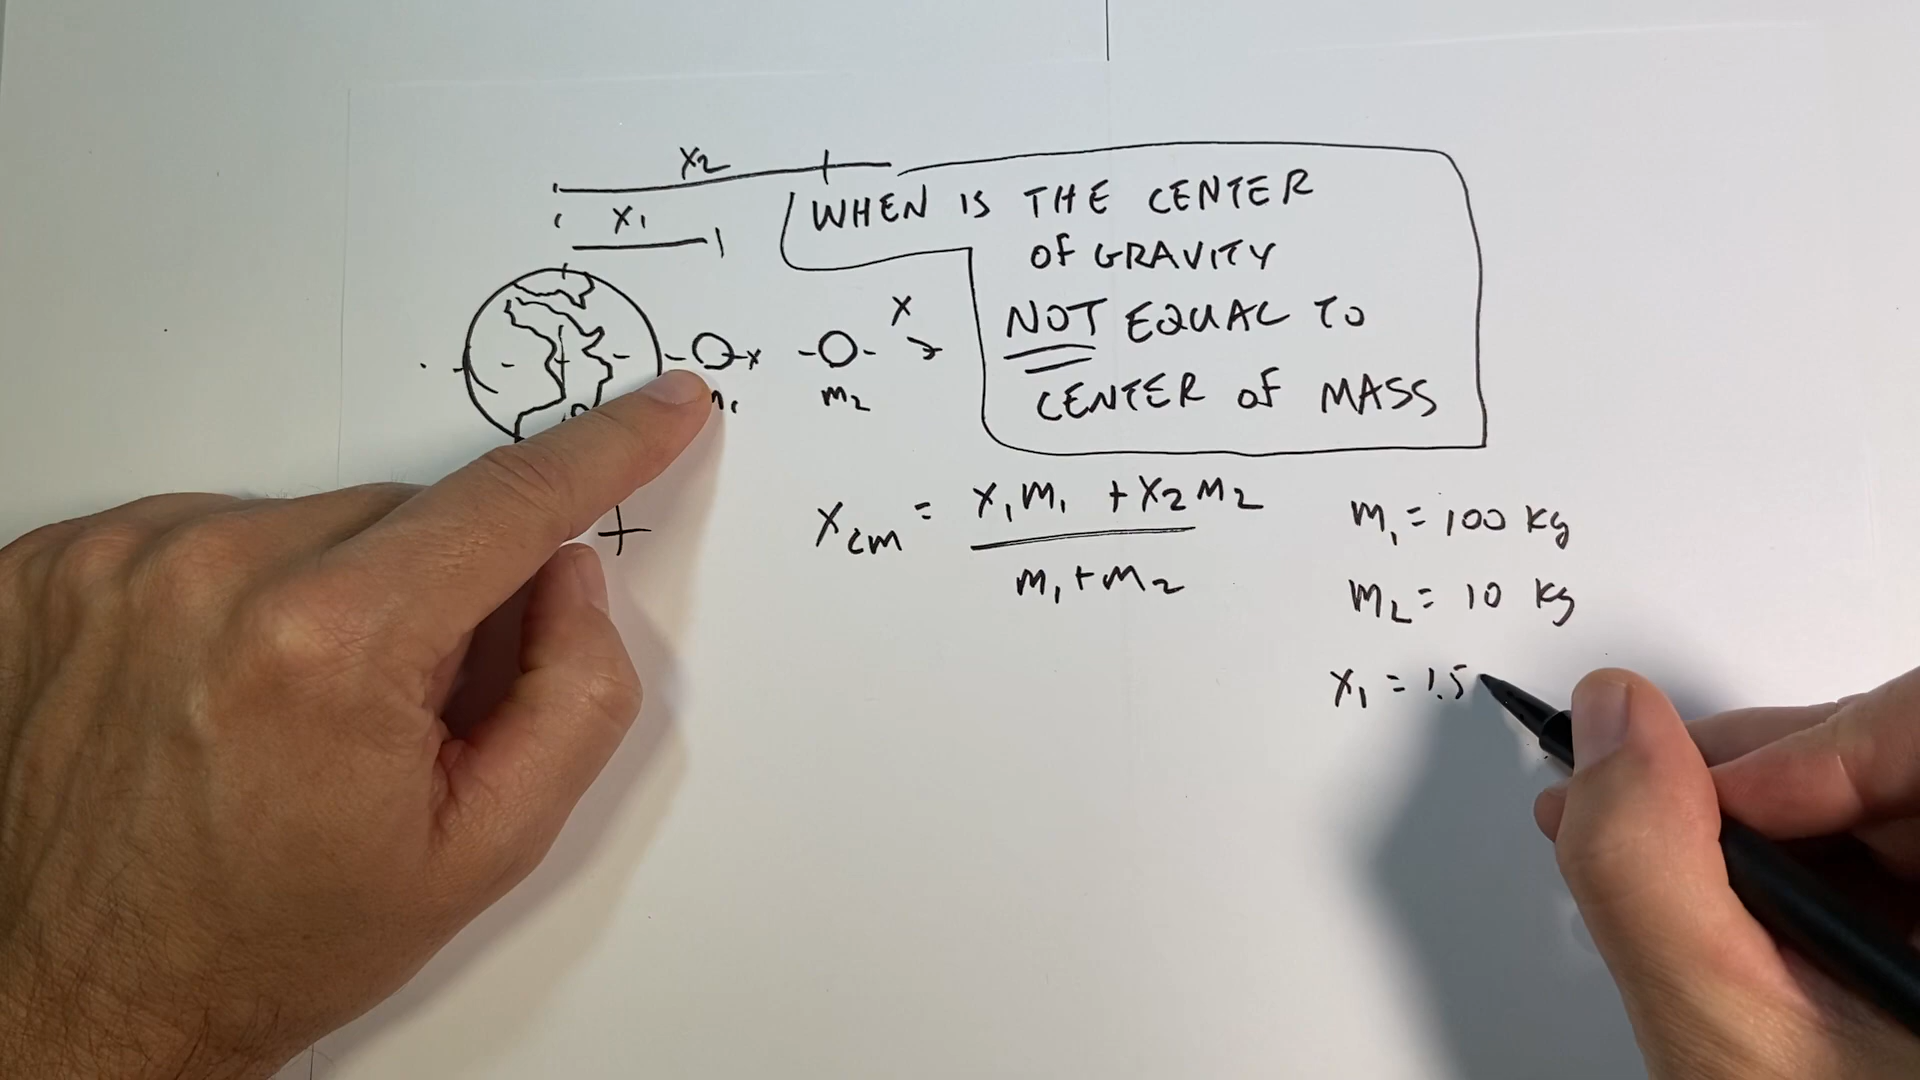 x2
x1
WHEN IS THE CENTER
OF GRAVITY
NOT EQUAL TO
CENTER OF MASS
x
x
m1
m2
xcm = x1m1 + x2m2
m1 + m2
m1 = 100 kg
m2 = 10 kg
x1 = 1.5